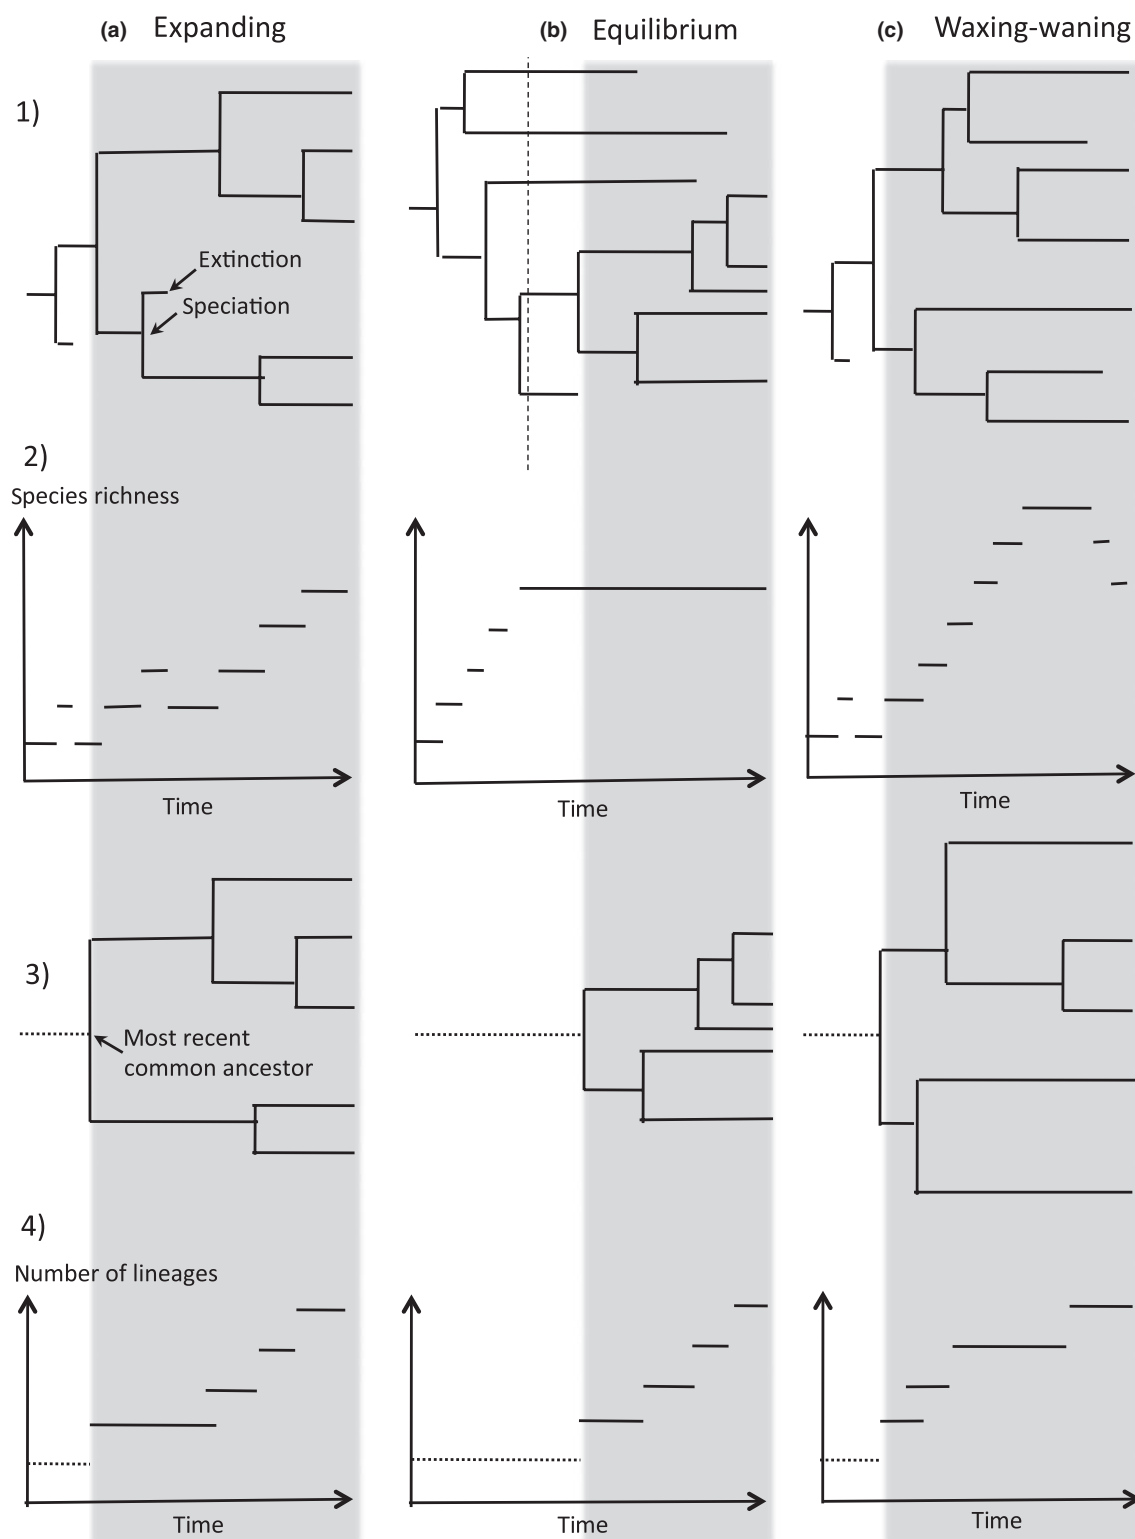 (a) Expanding
(b) Equilibrium
(c) Waxing-waning
1)
Extinction
Speciation
2)
Species richness
Time
Time
Time
3)
Most recent
common ancestor
4)
Number of lineages
Time
Time
Time